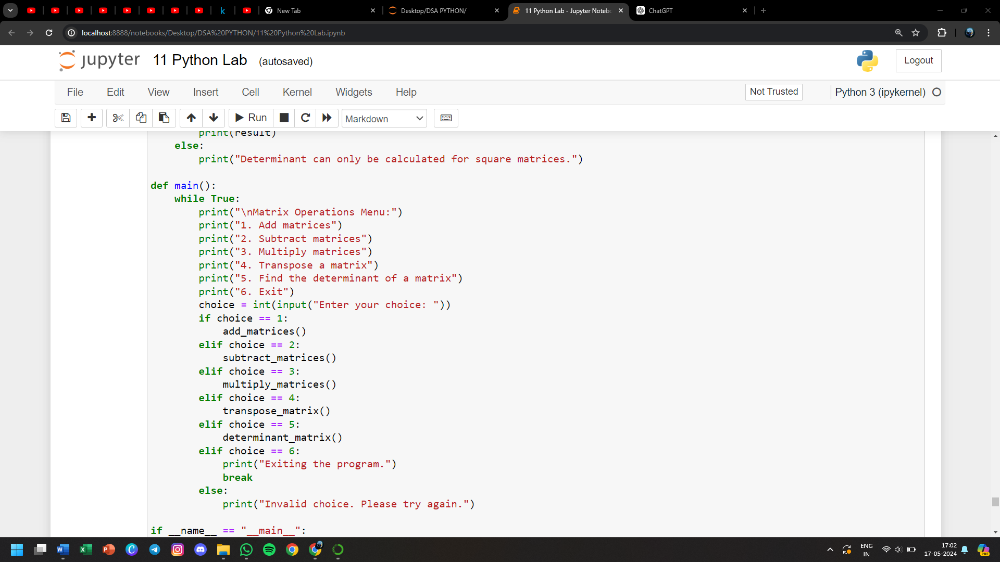 New Tab
Desktop/DSA PYTHON/
11 Python Lab - Jupyter Notebo
ChatGPT
localhost:8888/notebooks/Desktop/DSA%20PYTHON/11%20Python%20Lab.ipynb
jupyter 11 Python Lab (autosaved)
Logout
File Edit View Insert Cell Kernel Widgets Help
Not Trusted
Python 3 (ipykernel)
Run
Markdown
print(result)
else:
print("Determinant can only be calculated for square matrices.")
def main():
while True:
print("\nMatrix Operations Menu:")
print("1. Add matrices")
print("2. Subtract matrices")
print("3. Multiply matrices")
print("4. Transpose a matrix")
print("5. Find the determinant of a matrix")
print("6. Exit")
choice = int(input("Enter your choice: "))
if choice == 1:
add_matrices()
elif choice == 2:
subtract_matrices()
elif choice == 3:
multiply_matrices()
elif choice == 4:
transpose_matrix()
elif choice == 5:
determinant_matrix()
elif choice == 6:
print("Exiting the program.")
break
else:
print("Invalid choice. Please try again.")
if __name__ == "__main__":
ENG
IN
17:02
17-05-2024